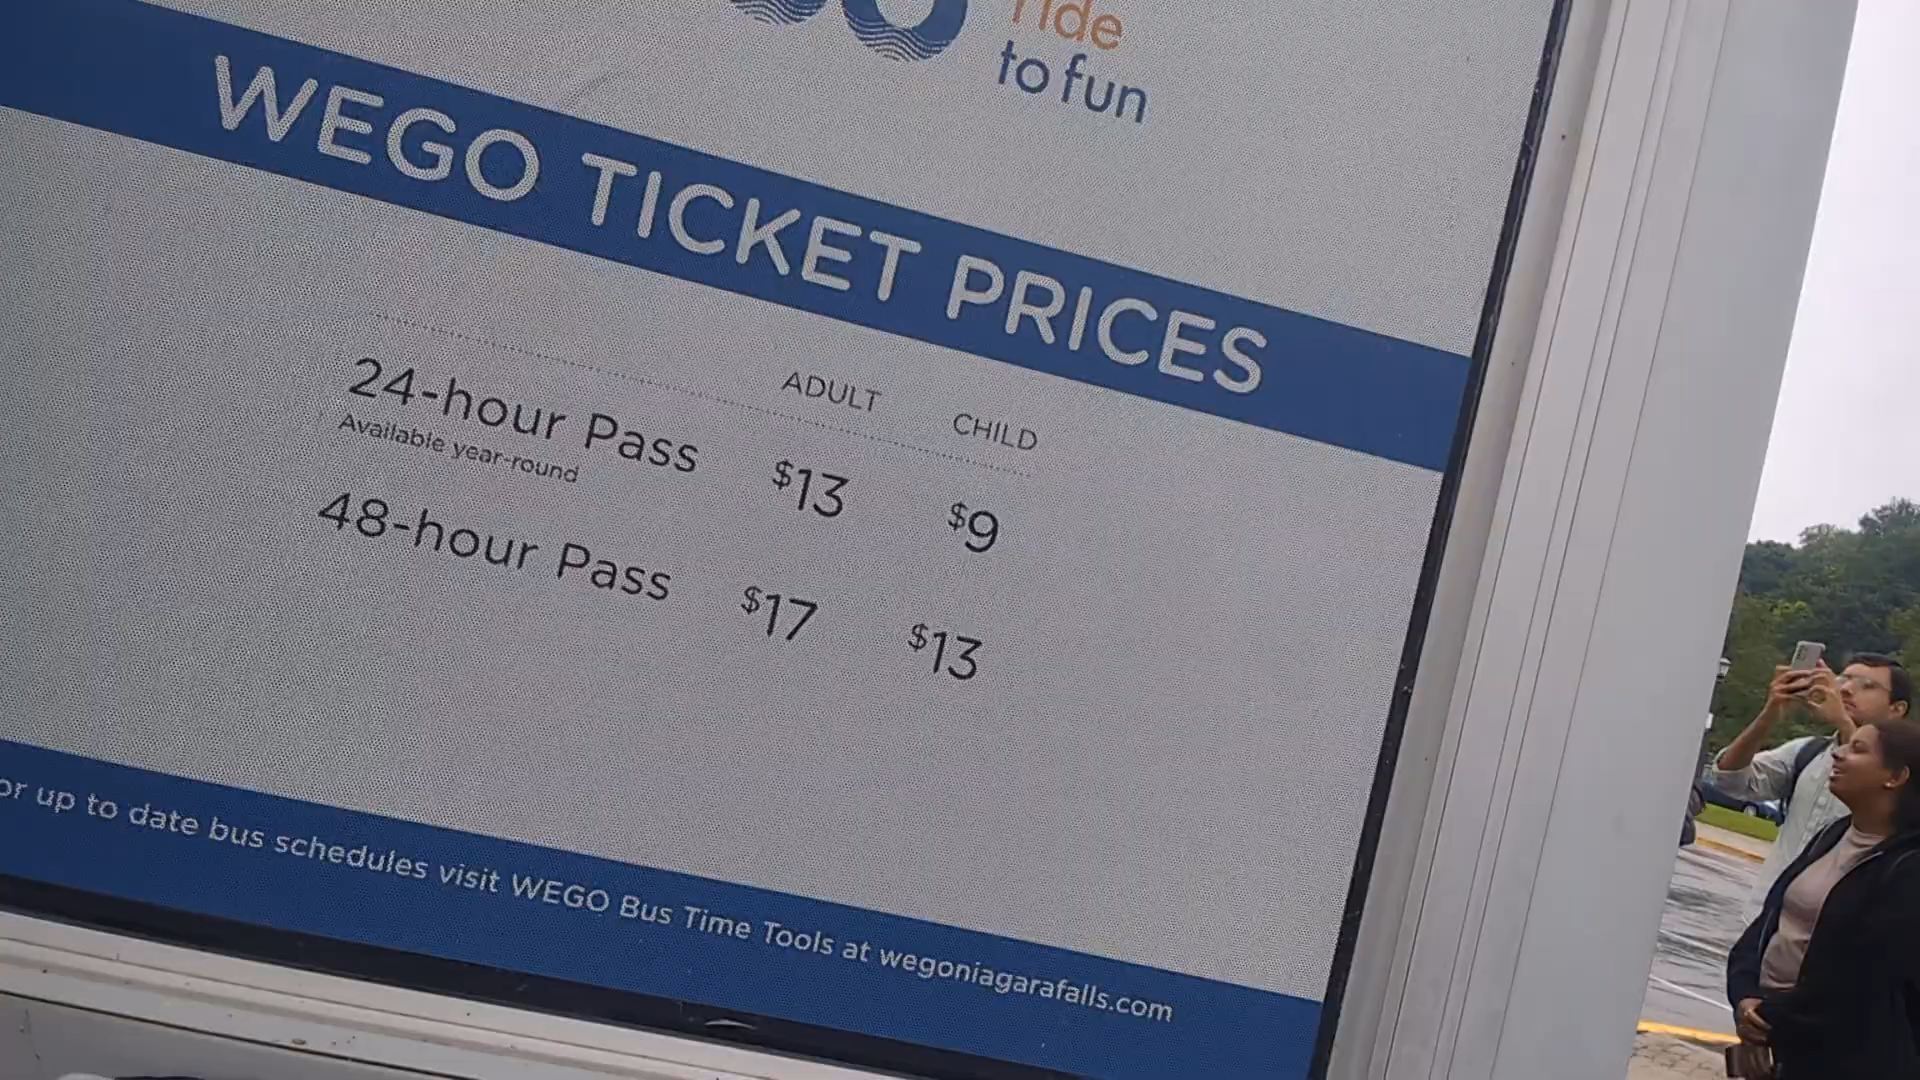 ride
to fun
WEGO TICKET PRICES
ADULT CHILD
24-hour Pass $13 $9
Available year-round
48-hour Pass $17 $13
or up to date bus schedules visit WEGO Bus Time Tools at wegoniagarafalls.com